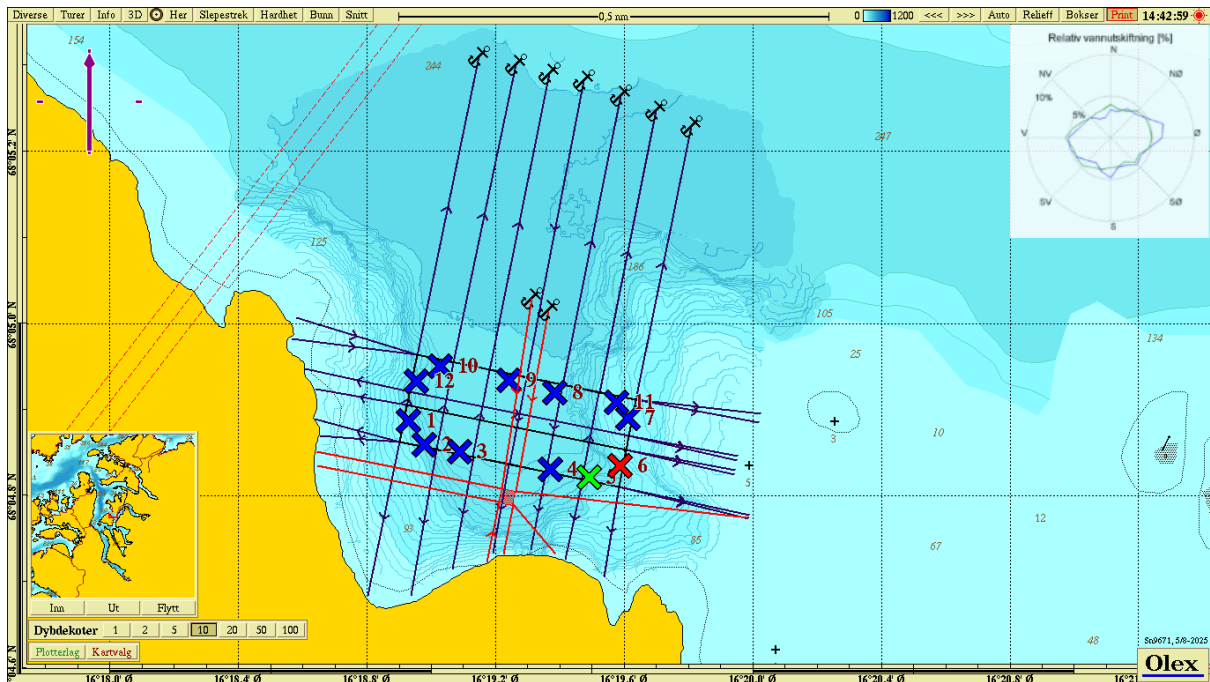 Diverse Turer Info 3D Her Slepestrek Hardhet Bunn Snitt 0,5 nm 0 1200 <<< >>> Auto Relieff Bokser Print 14:42:59
154
244
Relativ vannutskiftning [%]
N
NV NØ
10%
5%
V Ø
SV SØ
S
247
68°05.2' N
125
186
105
68°05.0' N
134
25
10
12
9
8
11
7
1
3
10
2
3
4
5
6
5
68°04.8' N
93
12
85
67
48
Inn Ut Flytt
Dybdekoter 1 2 5 10 20 50 100
Plotterlag Kartvalg
Sn9671, 5/8-2025
Olex
04.6' N
16°18.0' Ø 16°18.4' Ø 16°18.8' Ø 16°19.2' Ø 16°19.6' Ø 16°20.0' Ø 16°20.4' Ø 16°20.8' Ø